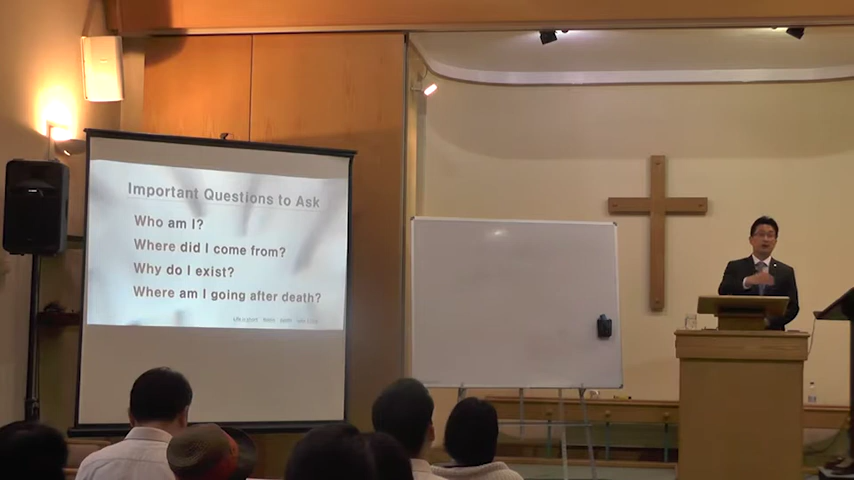 Important Questions to Ask
Who am I?
Where did I come from?
Why do I exist?
Where am I going after death?